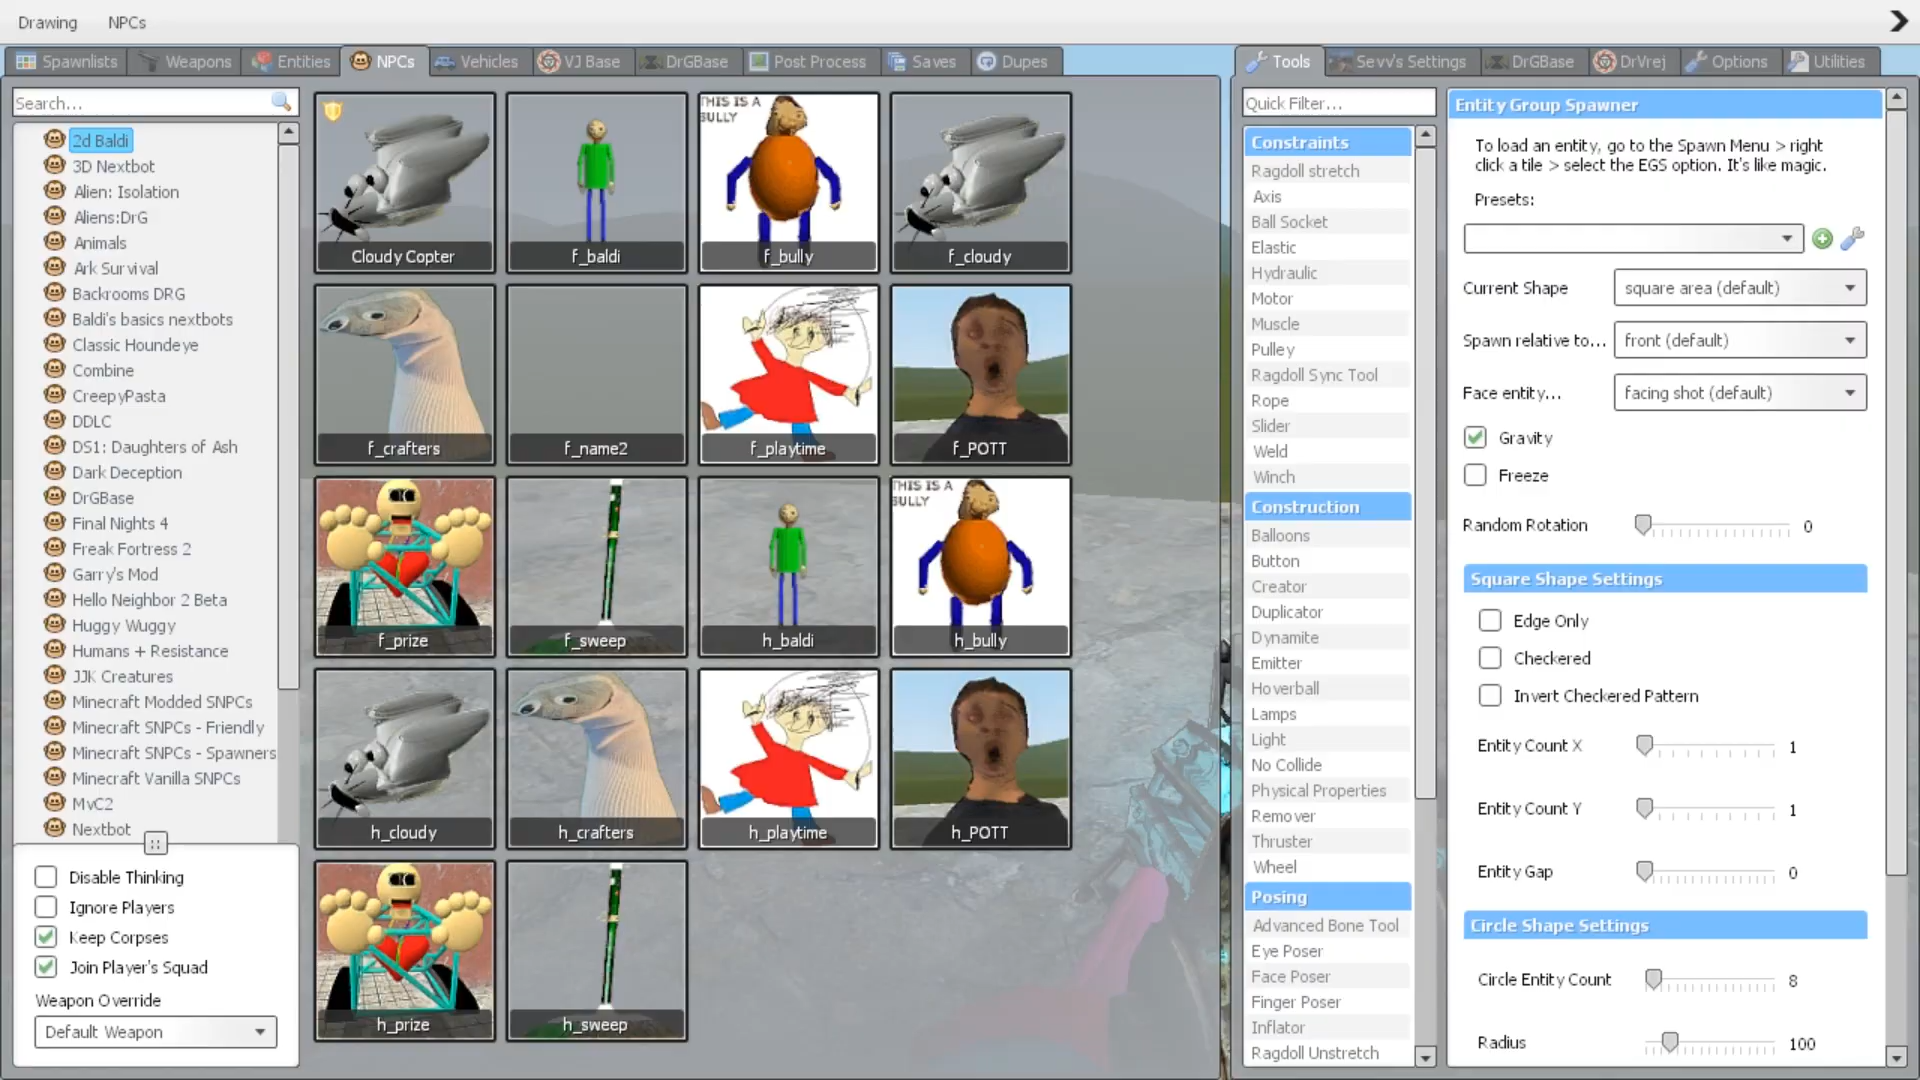 Drawing NPCs
Spawnlists Weapons Entities NPCs Vehicles VJ Base DrGBase Post Process Saves Dupes
Search...
2d Baldi
3D Nextbot
Alien: Isolation
Aliens:DrG
Animals
Ark Survival
Backrooms DRG
Baldi's basics nextbots
Classic Houndeye
Combine
CreepyPasta
DDLC
DS1: Daughters of Ash
Dark Deception
DrGBase
Final Nights 4
Freak Fortress 2
Garry's Mod
Hello Neighbor 2 Beta
Huggy Wuggy
Humans + Resistance
JJK Creatures
Minecraft Modded SNPCs
Minecraft SNPCs - Friendly
Minecraft SNPCs - Spawners
Minecraft Vanilla SNPCs
MvC2
Nextbot
Disable Thinking
Ignore Players
Keep Corpses
Join Player's Squad
Weapon Override
Default Weapon
THIS IS A
BULLY
Cloudy Copter f_baldi f_bully f_cloudy
f_crafters f_name2 f_playtime f_POTT
THIS IS A
BULLY
f_prize f_sweep h_baldi h_bully
h_cloudy h_crafters h_playtime h_POTT
h_prize h_sweep
Tools Sevv's Settings DrGBase DrVrej Options Utilities
Quick Filter...
Constraints
Ragdoll stretch
Axis
Ball Socket
Elastic
Hydraulic
Motor
Muscle
Pulley
Ragdoll Sync Tool
Rope
Slider
Weld
Winch
Construction
Balloons
Button
Creator
Duplicator
Dynamite
Emitter
Hoverball
Lamps
Light
No Collide
Physical Properties
Remover
Thruster
Wheel
Posing
Advanced Bone Tool
Eye Poser
Face Poser
Finger Poser
Inflator
Ragdoll Unstretch
Entity Group Spawner
To load an entity, go to the Spawn Menu > right
click a tile > select the EGS option. It's like magic.
Presets:
Current Shape square area (default)
Spawn relative to... front (default)
Face entity... facing shot (default)
Gravity
Freeze
Random Rotation 0
Square Shape Settings
Edge Only
Checkered
Invert Checkered Pattern
Entity Count X 1
Entity Count Y 1
Entity Gap 0
Circle Shape Settings
Circle Entity Count 8
Radius 100